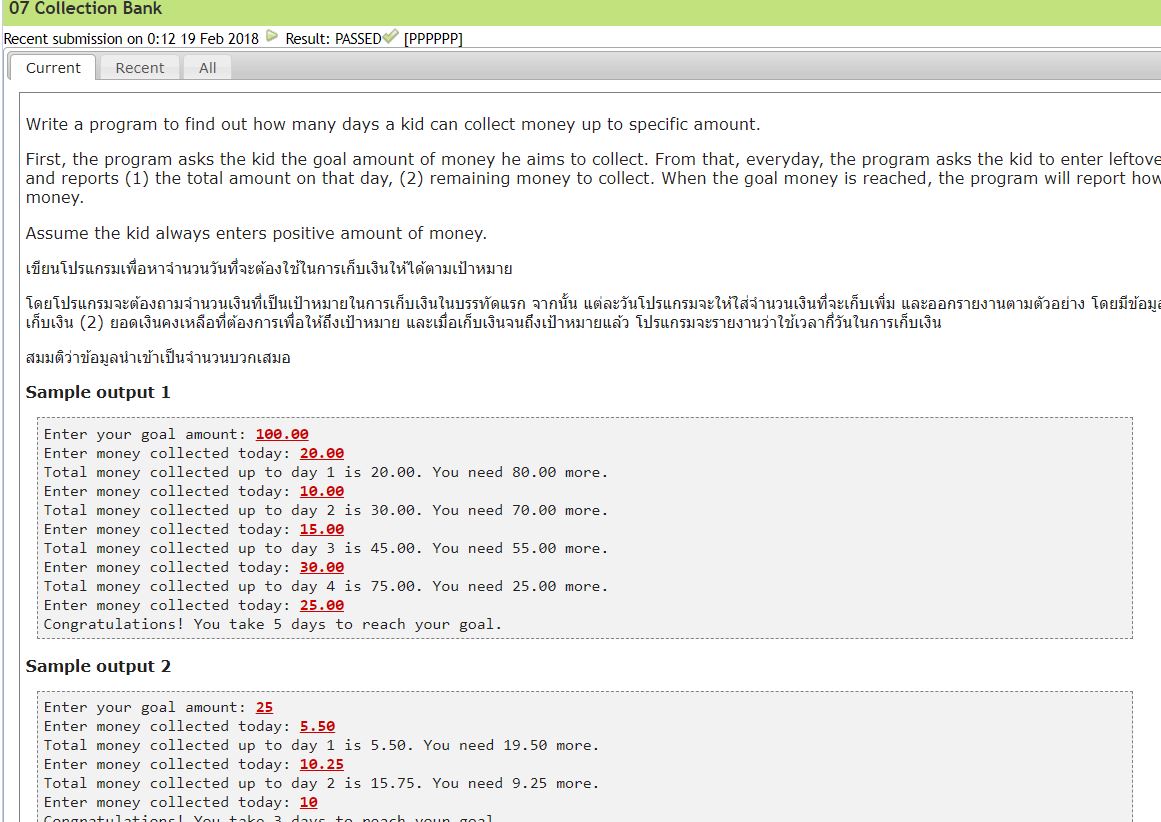 07 Collection Bank
Recent submission on 0:12 19 Feb 2018 Result: PASSED [PPPPPP]
Current Recent All
Write a program to find out how many days a kid can collect money up to specific amount.
First, the program asks the kid the goal amount of money he aims to collect. From that, everyday, the program asks the kid to enter leftove
and reports (1) the total amount on that day, (2) remaining money to collect. When the goal money is reached, the program will report how
money.
Assume the kid always enters positive amount of money.
เขียนโปรแกรมเพื่อหาจำนวนวันที่จะต้องใช้ในการเก็บเงินให้ได้ตามเป้าหมาย
โดยโปรแกรมจะต้องถามจำนวนเงินที่เป็นเป้าหมายในการเก็บเงินในบรรทัดแรก จากนั้น แต่ละวันโปรแกรมจะให้ใส่จำนวนเงินที่จะเก็บเพิ่ม และออกรายงานตามตัวอย่าง โดยมีข้อมูล
เก็บเงิน (2) ยอดเงินคงเหลือที่ต้องการเพื่อให้ถึงเป้าหมาย และเมื่อเก็บเงินจนถึงเป้าหมายแล้ว โปรแกรมจะรายงานว่าใช้เวลากี่วันในการเก็บเงิน
สมมติว่าข้อมูลนำเข้าเป็นจำนวนบวกเสมอ
Sample output 1
Enter your goal amount: 100.00
Enter money collected today: 20.00
Total money collected up to day 1 is 20.00. You need 80.00 more.
Enter money collected today: 10.00
Total money collected up to day 2 is 30.00. You need 70.00 more.
Enter money collected today: 15.00
Total money collected up to day 3 is 45.00. You need 55.00 more.
Enter money collected today: 30.00
Total money collected up to day 4 is 75.00. You need 25.00 more.
Enter money collected today: 25.00
Congratulations! You take 5 days to reach your goal.
Sample output 2
Enter your goal amount: 25
Enter money collected today: 5.50
Total money collected up to day 1 is 5.50. You need 19.50 more.
Enter money collected today: 10.25
Total money collected up to day 2 is 15.75. You need 9.25 more.
Enter money collected today: 10
Congratulations! You take 3 days to reach your goal.